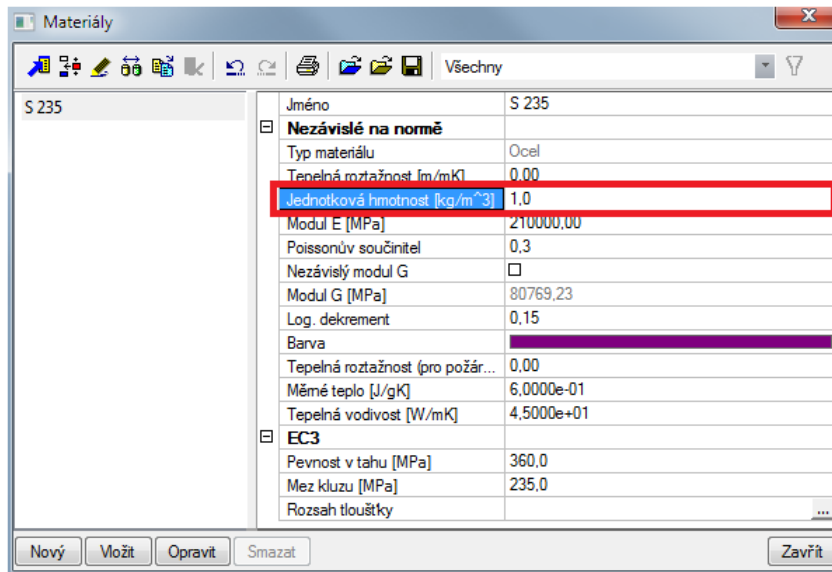 Materiály
Všechny
S 235
Jméno S 235
Nezávislé na normě
Typ materiálu Ocel
Tepelná roztažnost [m/mK] 0,00
Jednotková hmotnost [kg/m^3] 1,0
Modul E [MPa] 210000,00
Poissonův součinitel 0,3
Nezávislý modul G
Modul G [MPa] 80769,23
Log. dekrement 0,15
Barva
Tepelná roztažnost (pro požár... 0,00
Měrné teplo [J/gK] 6,0000e-01
Tepelná vodivost [W/mK] 4,5000e+01
EC3
Pevnost v tahu [MPa] 360,0
Mez kluzu [MPa] 235,0
Rozsah tloušťky ...
Nový Vložit Opravit Smazat Zavřít